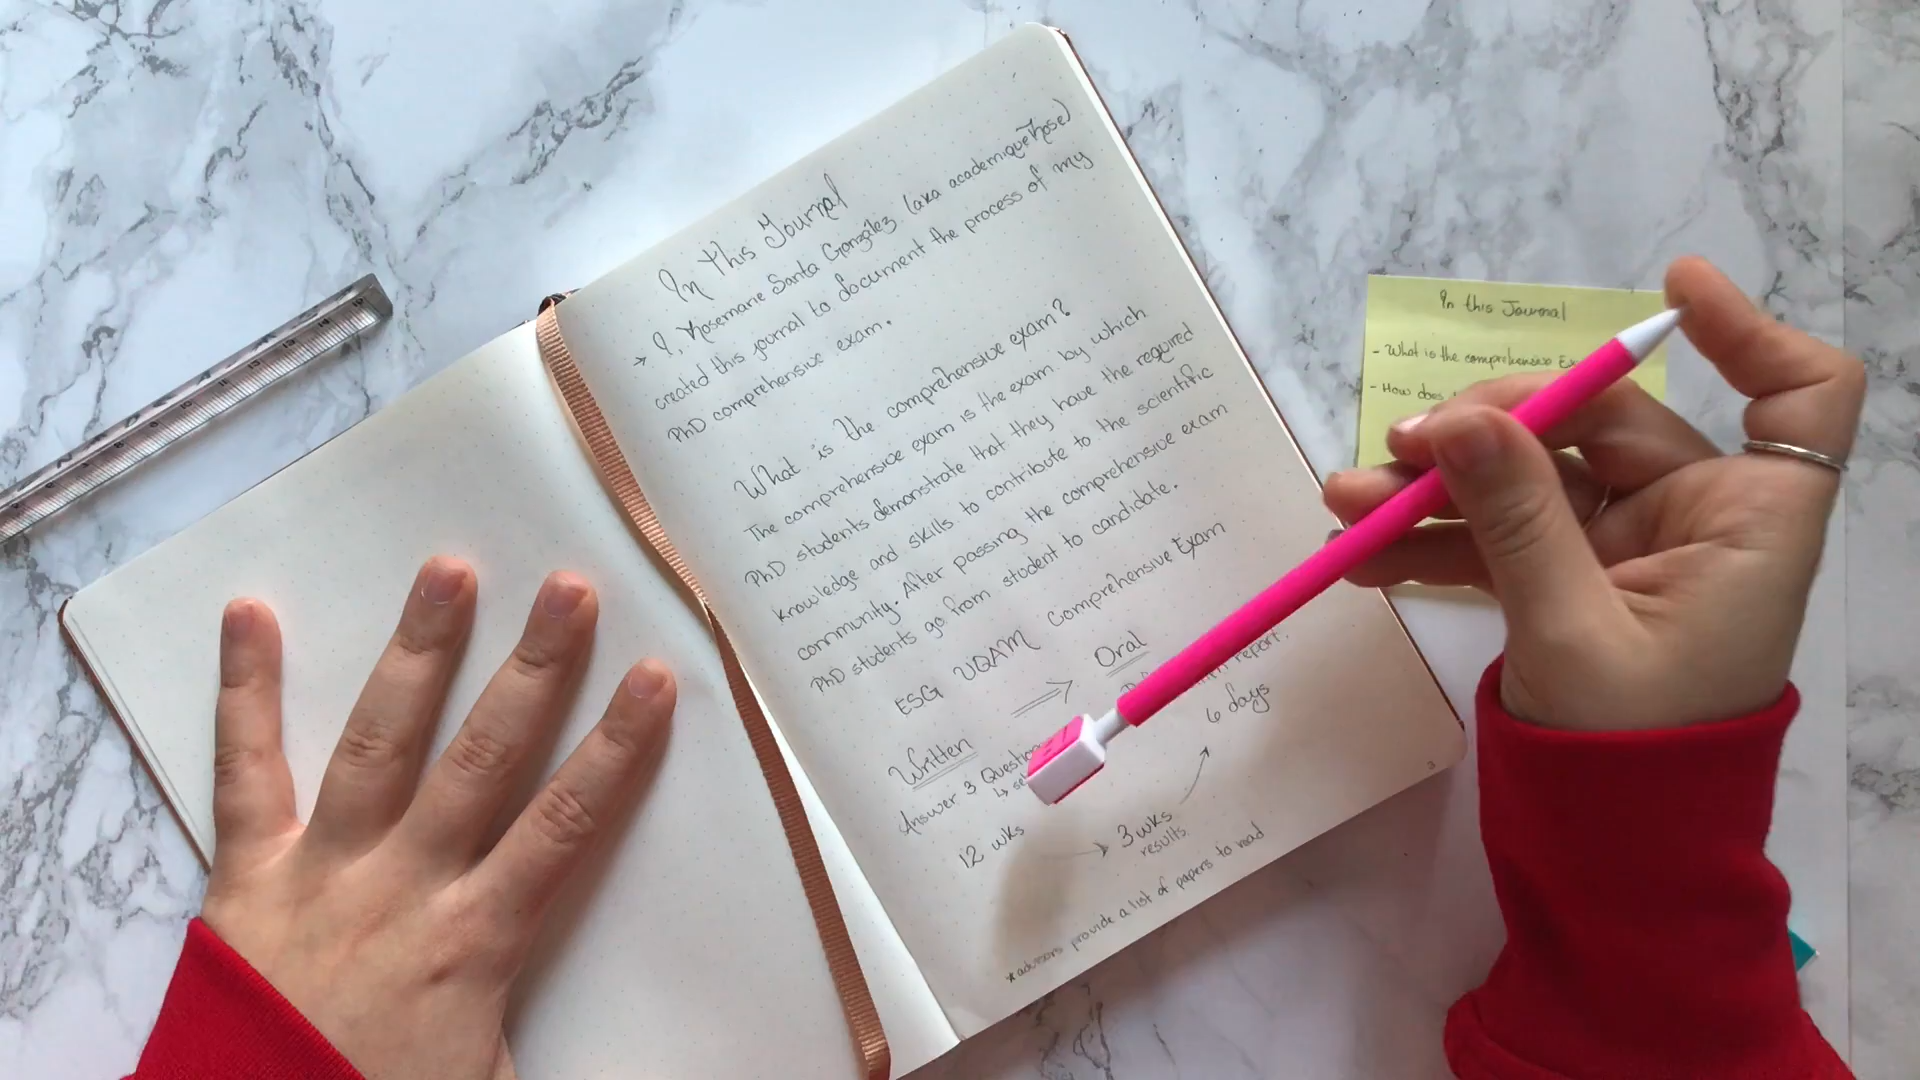 In this Journal
→ I, Rosemarie Santa González (aka academiqueRose)
created this journal to document the process of my
PhD comprehensive exam.
What is the comprehensive exam?
The comprehensive exam is the exam by which
PhD students demonstrate that they have the required
knowledge and skills to contribute to the scientific
community. After passing the comprehensive exam
PhD students go from student to candidate.
ESG UQAM Comprehensive Exam
Written ⟹ Oral
Answer 3
report.
12 wks → 3 wks
results
6 days
*advisors provide a list of papers to read
3
In this Journal
- What is the comprehensive
- How does